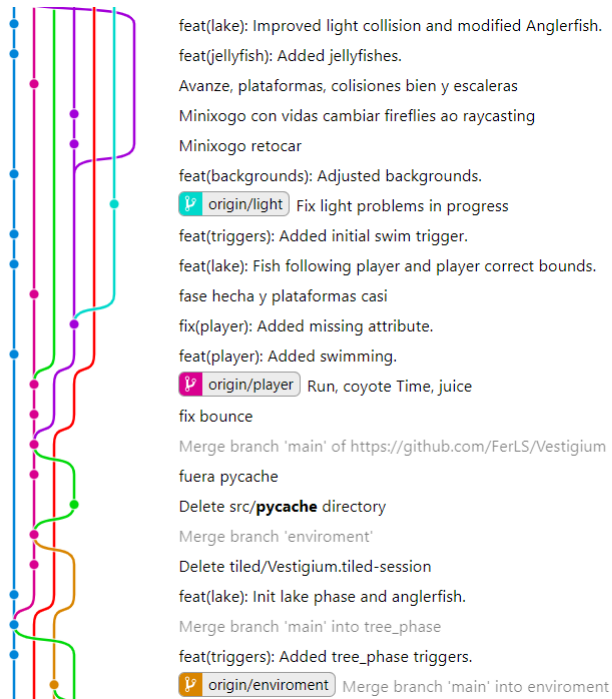 feat(lake): Improved light collision and modified Anglerfish.
feat(jellyfish): Added jellyfishes.
Avanze, plataformas, colisiones bien y escaleras
Minixogo con vidas cambiar fireflies ao raycasting
Minixogo retocar
feat(backgrounds): Adjusted backgrounds.
origin/light Fix light problems in progress
feat(triggers): Added initial swim trigger.
feat(lake): Fish following player and player correct bounds.
fase hecha y plataformas casi
fix(player): Added missing attribute.
feat(player): Added swimming.
origin/player Run, coyote Time, juice
fix bounce
Merge branch 'main' of https://github.com/FerLS/Vestigium
fuera pycache
Delete src/pycache directory
Merge branch 'enviroment'
Delete tiled/Vestigium.tiled-session
feat(lake): Init lake phase and anglerfish.
Merge branch 'main' into tree_phase
feat(triggers): Added tree_phase triggers.
origin/enviroment Merge branch 'main' into enviroment